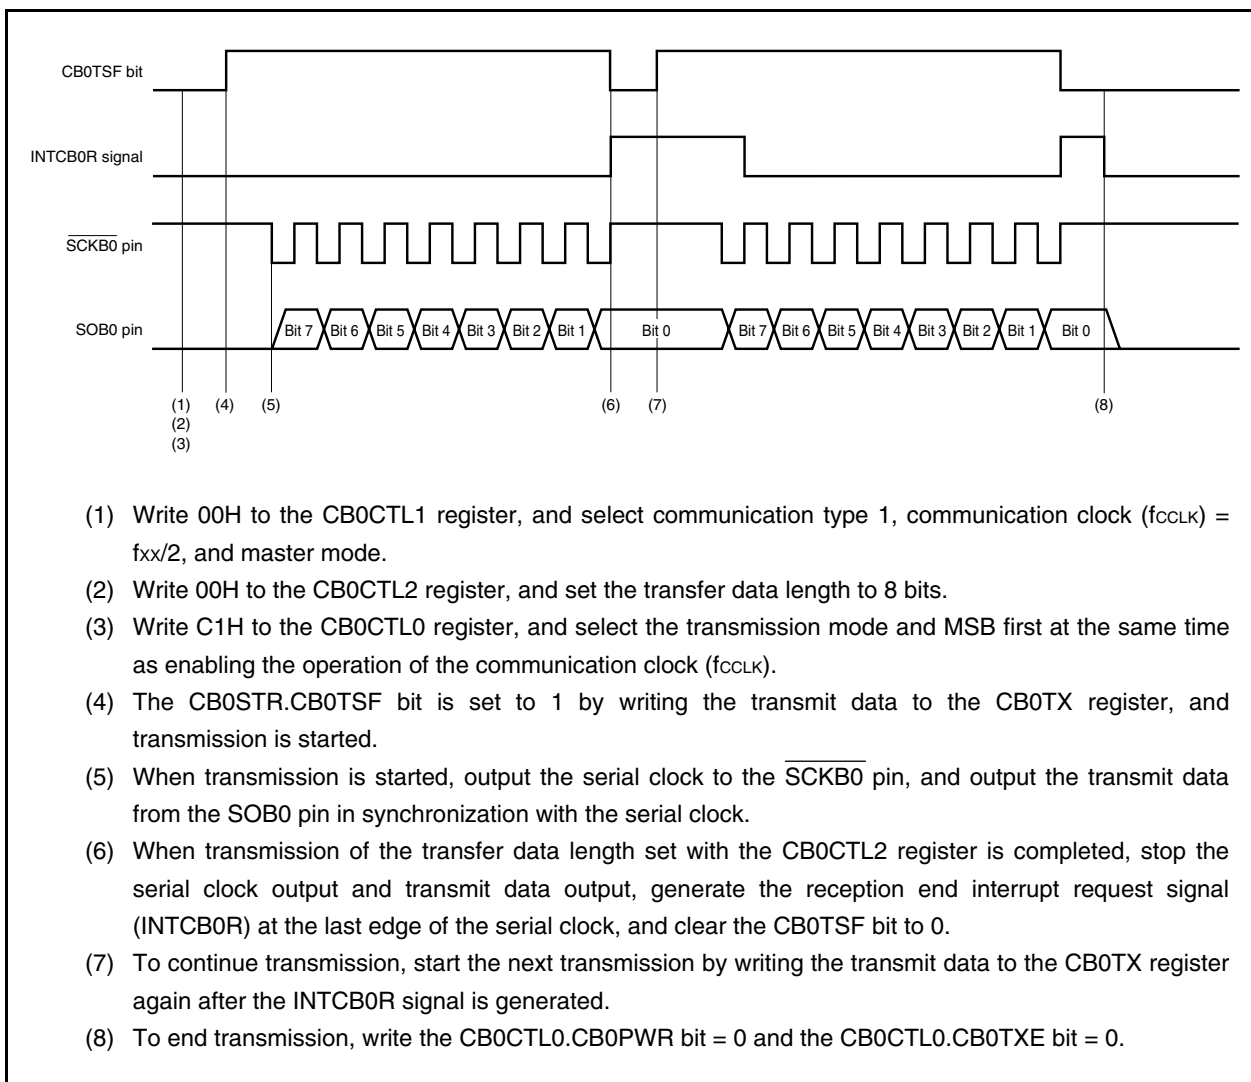 CB0TSF bit
INTCB0R signal
SCKB0 pin
SOB0 pin
Bit 7 Bit 6 Bit 5 Bit 4 Bit 3 Bit 2 Bit 1 Bit 0 Bit 7 Bit 6 Bit 5 Bit 4 Bit 3 Bit 2 Bit 1 Bit 0
(1) (4) (5) (6) (7) (8)
(2)
(3)
(1) Write 00H to the CB0CTL1 register, and select communication type 1, communication clock (fCCLK) =
fXX/2, and master mode.
(2) Write 00H to the CB0CTL2 register, and set the transfer data length to 8 bits.
(3) Write C1H to the CB0CTL0 register, and select the transmission mode and MSB first at the same time
as enabling the operation of the communication clock (fCCLK).
(4) The CB0STR.CB0TSF bit is set to 1 by writing the transmit data to the CB0TX register, and
transmission is started.
(5) When transmission is started, output the serial clock to the SCKB0 pin, and output the transmit data
from the SOB0 pin in synchronization with the serial clock.
(6) When transmission of the transfer data length set with the CB0CTL2 register is completed, stop the
serial clock output and transmit data output, generate the reception end interrupt request signal
(INTCB0R) at the last edge of the serial clock, and clear the CB0TSF bit to 0.
(7) To continue transmission, start the next transmission by writing the transmit data to the CB0TX register
again after the INTCB0R signal is generated.
(8) To end transmission, write the CB0CTL0.CB0PWR bit = 0 and the CB0CTL0.CB0TXE bit = 0.